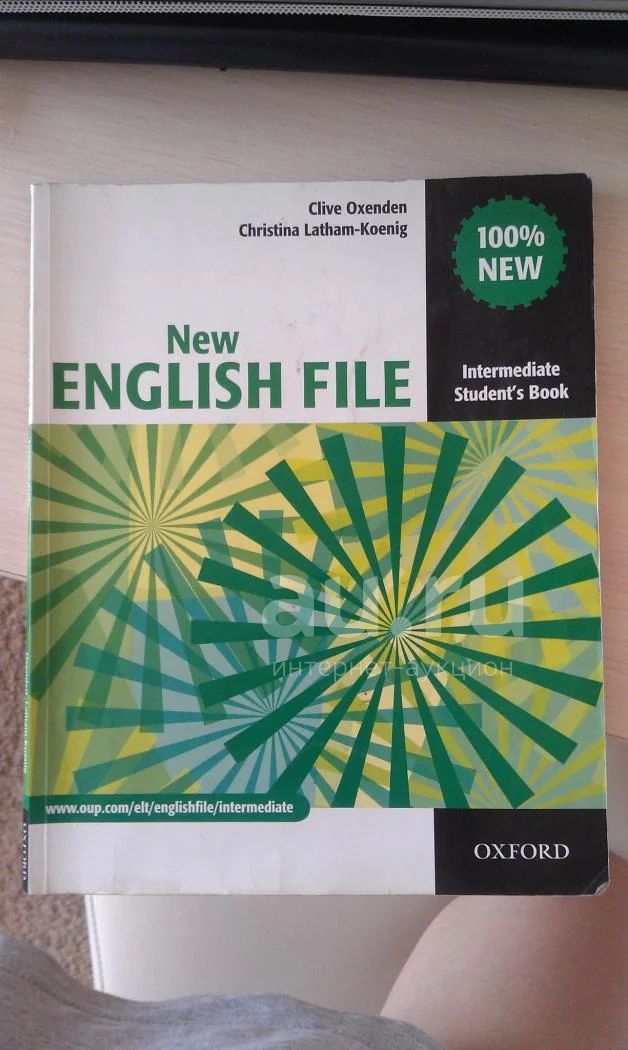 Clive Oxenden
Christina Latham-Koenig
100%
NEW
New
ENGLISH FILE
Intermediate
Student's Book
au.ru
интернет-аукцион
www.oup.com/elt/englishfile/intermediate
OXFORD
OXFORD